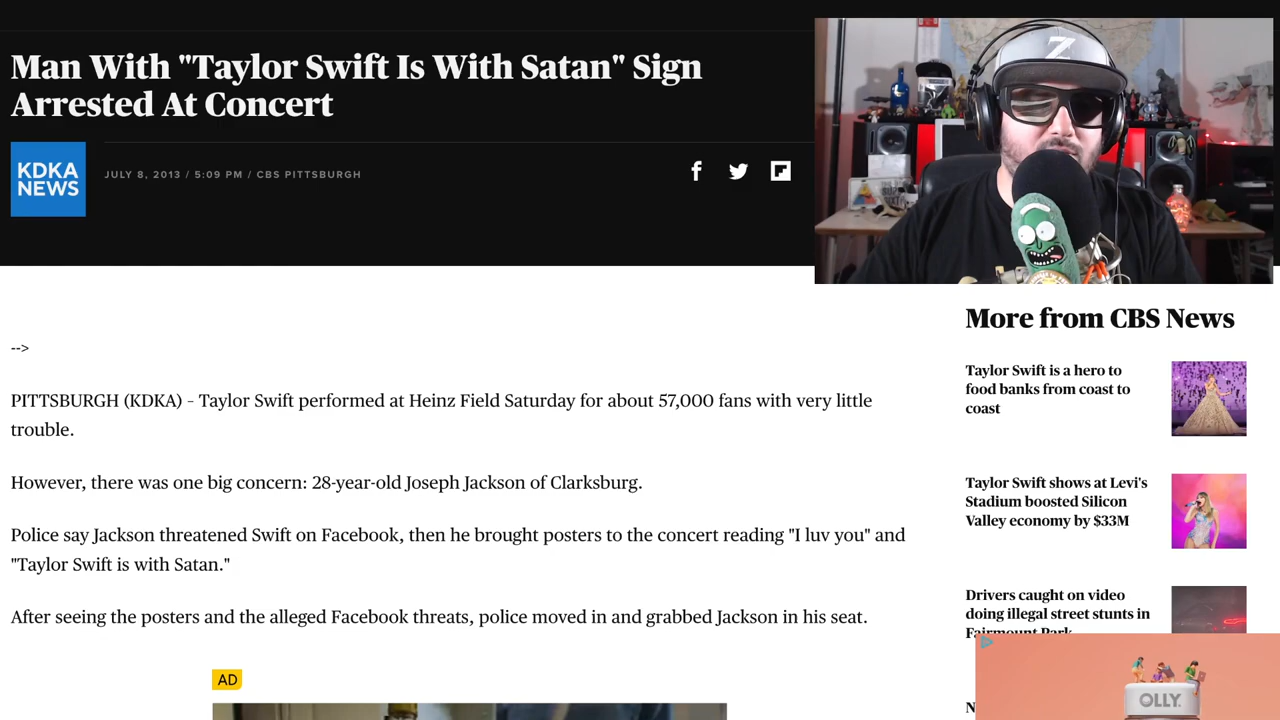 Man With "Taylor Swift Is With Satan" Sign
Arrested At Concert
KDKA
NEWS
JULY 8, 2013 / 5:09 PM / CBS PITTSBURGH
Z
-->
PITTSBURGH (KDKA) – Taylor Swift performed at Heinz Field Saturday for about 57,000 fans with very little
trouble.
However, there was one big concern: 28-year-old Joseph Jackson of Clarksburg.
Police say Jackson threatened Swift on Facebook, then he brought posters to the concert reading "I luv you" and
"Taylor Swift is with Satan."
After seeing the posters and the alleged Facebook threats, police moved in and grabbed Jackson in his seat.
AD
More from CBS News
Taylor Swift is a hero to
food banks from coast to
coast
Taylor Swift shows at Levi's
Stadium boosted Silicon
Valley economy by $33M
Drivers caught on video
doing illegal street stunts in
Fairmount Park
N
OLLY.